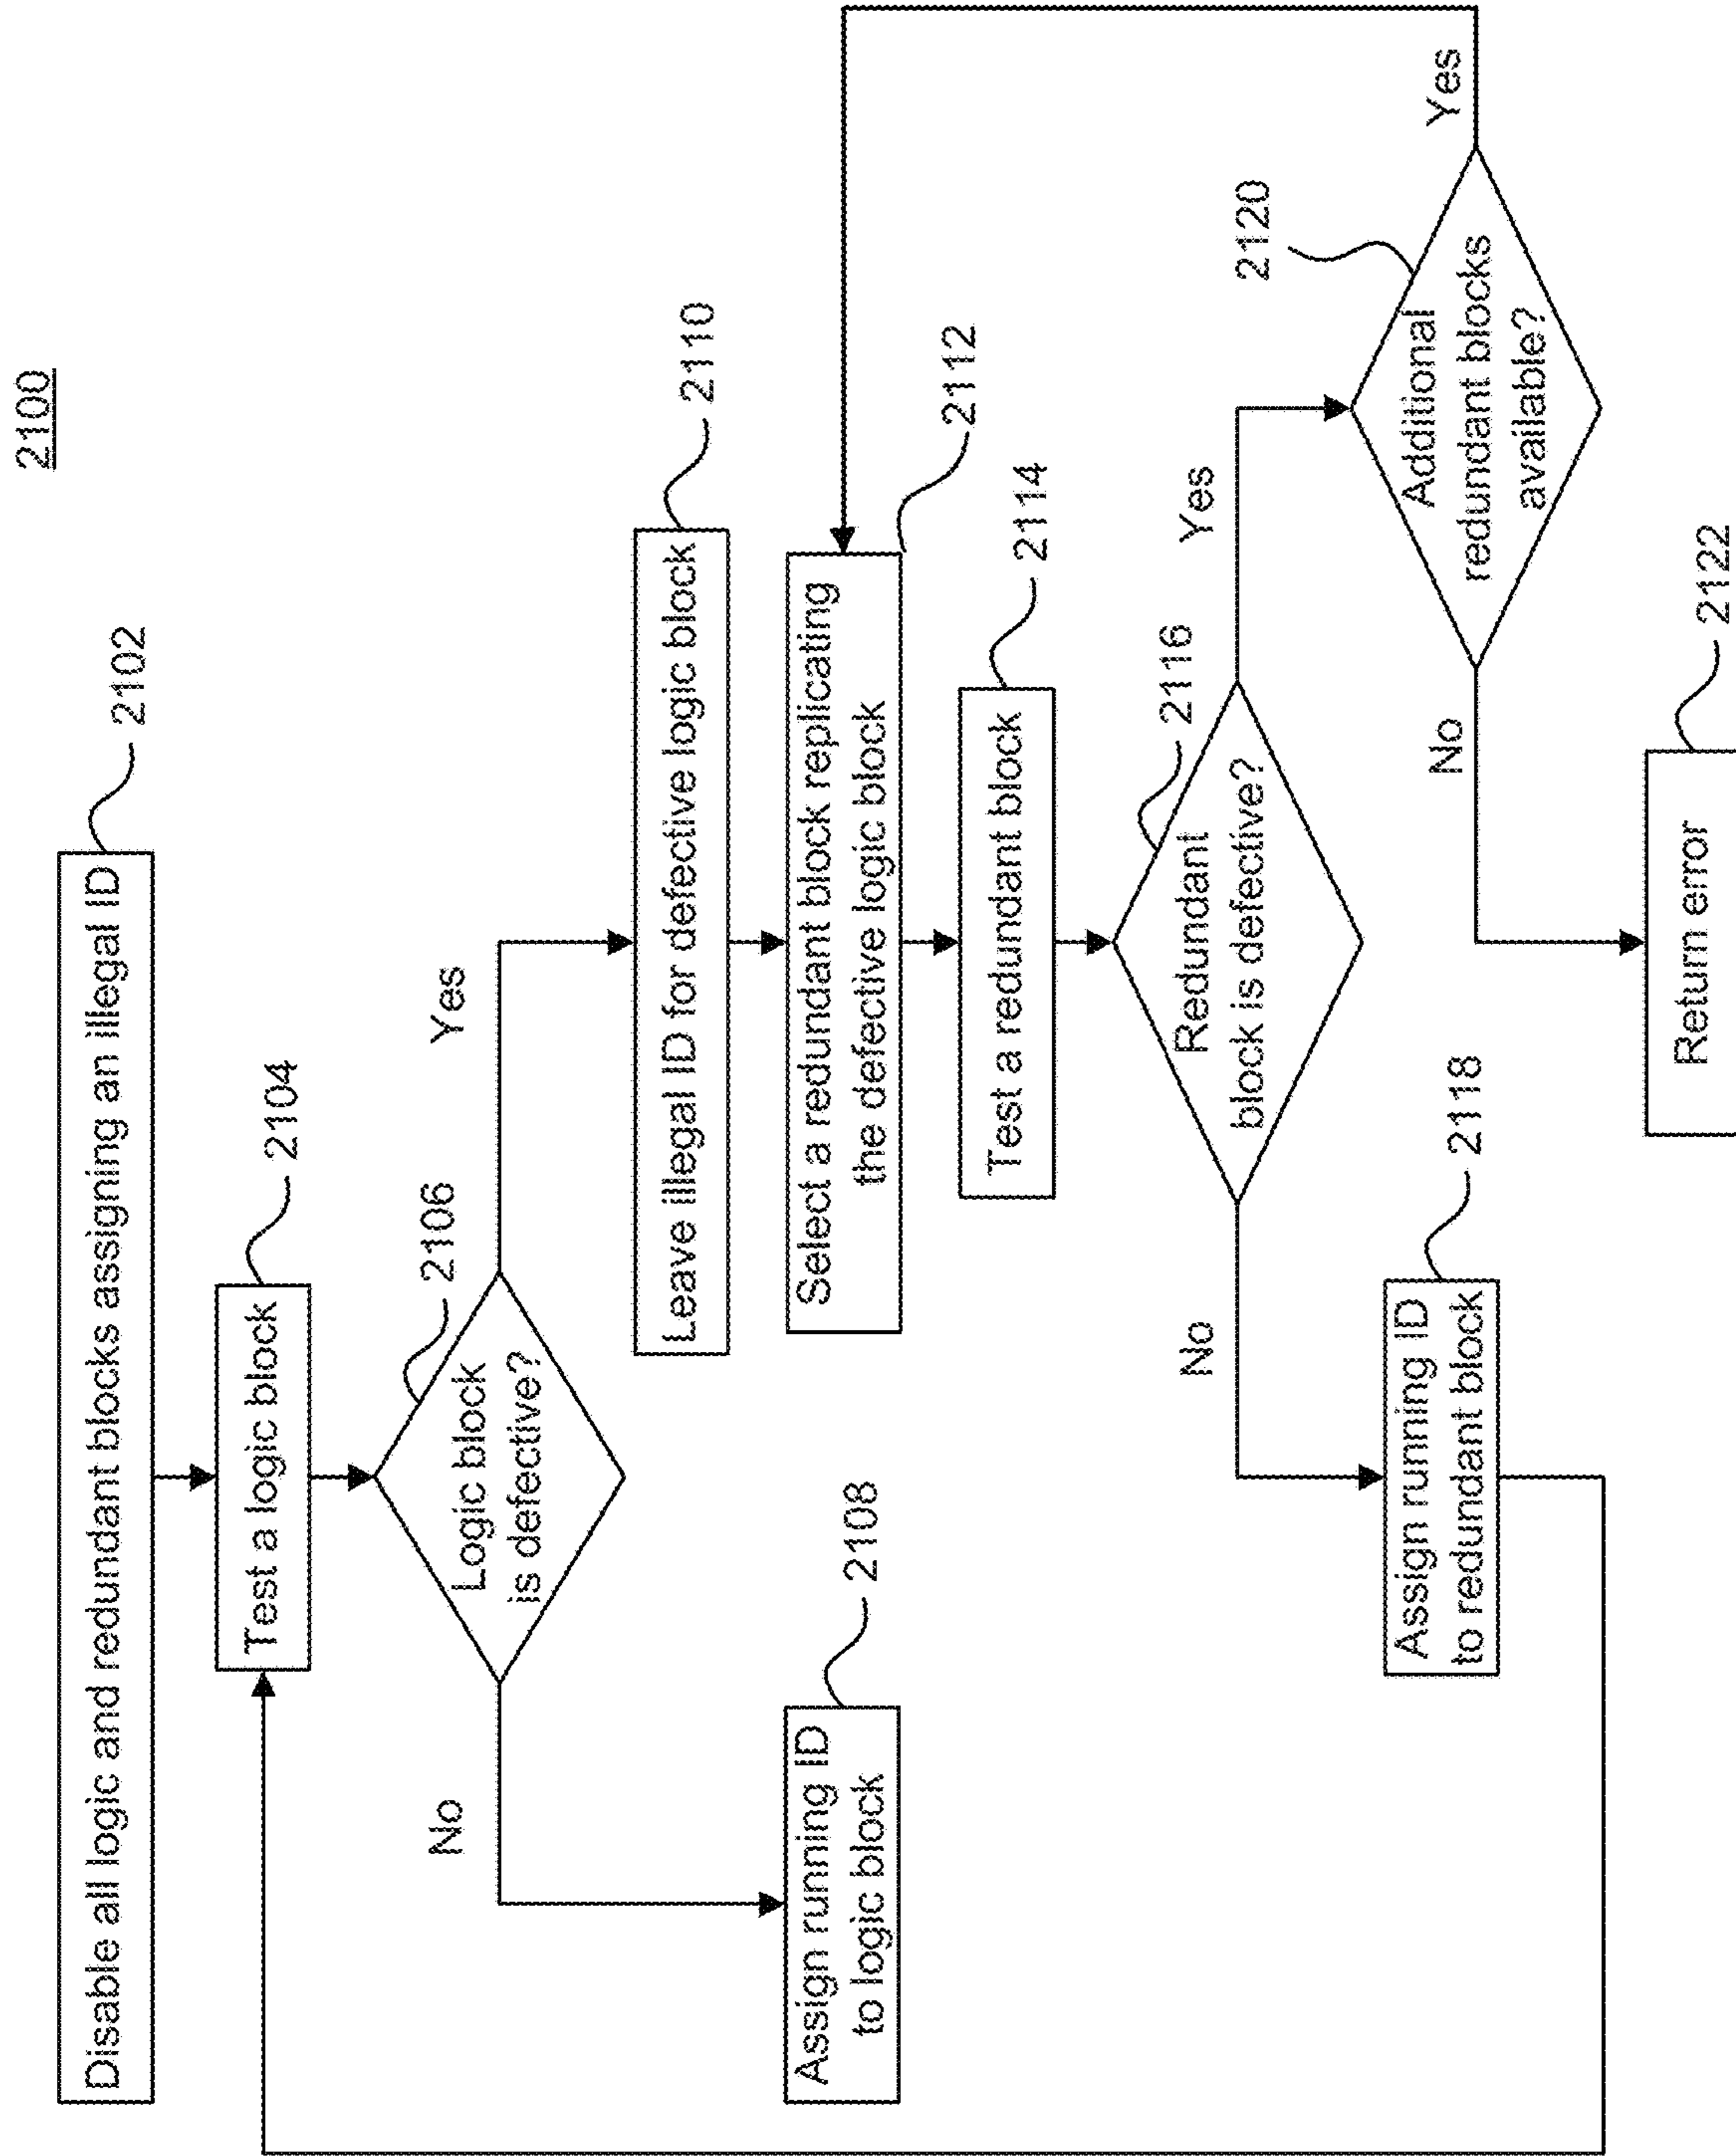 2100
Disable all logic and redundant blocks assigning an illegal ID
2102
Test a logic block
2104
Logic block
is defective?
2106
No
Yes
Assign running ID
to logic block
2108
Leave illegal ID for defective logic block
2110
Select a redundant block replicating
the defective logic block
2112
Test a redundant block
2114
Redundant
block is defective?
2116
No
Yes
Assign running ID
to redundant block
2118
Additional
redundant blocks
available?
2120
No
Yes
Return error
2122